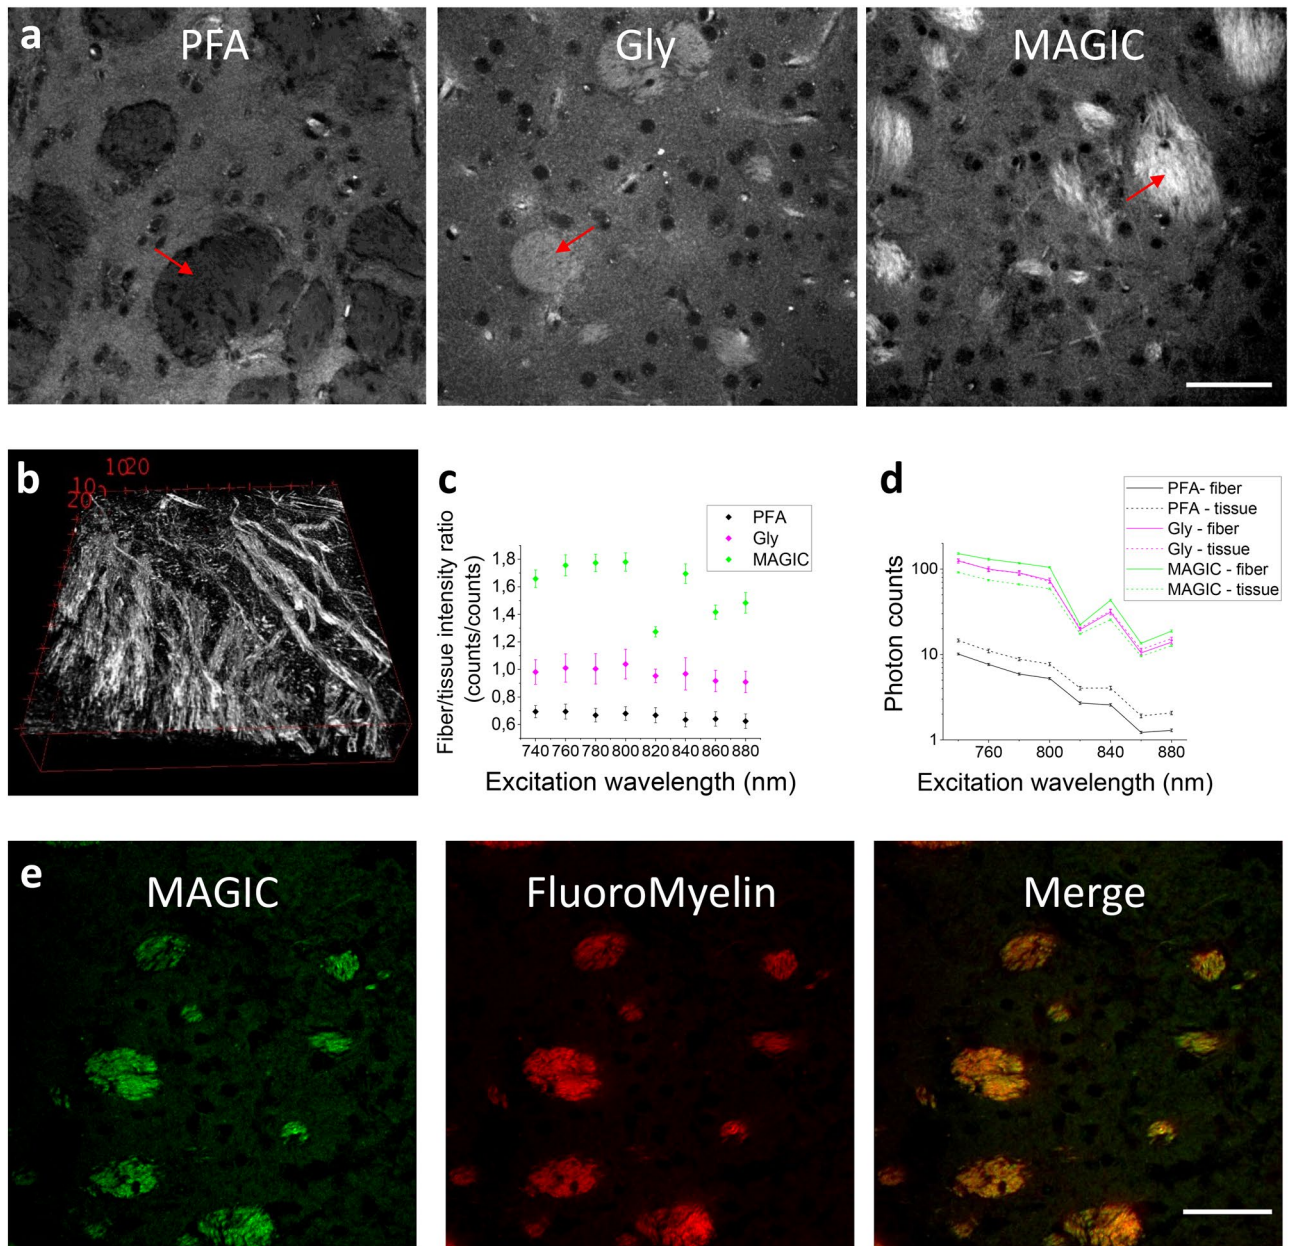 a
PFA
Gly
MAGIC
b
1020
10
20
c
Fiber/tissue intensity ratio
(counts/counts)
PFA
Gly
MAGIC
1,8
1,6
1,4
1,2
1,0
0,8
0,6
740 760 780 800 820 840 860 880
Excitation wavelength (nm)
d
Photon counts
PFA- fiber
PFA - tissue
Gly - fiber
Gly - tissue
MAGIC - fiber
MAGIC - tissue
100
10
1
760 800 840 880
Excitation wavelength (nm)
e
MAGIC
FluoroMyelin
Merge